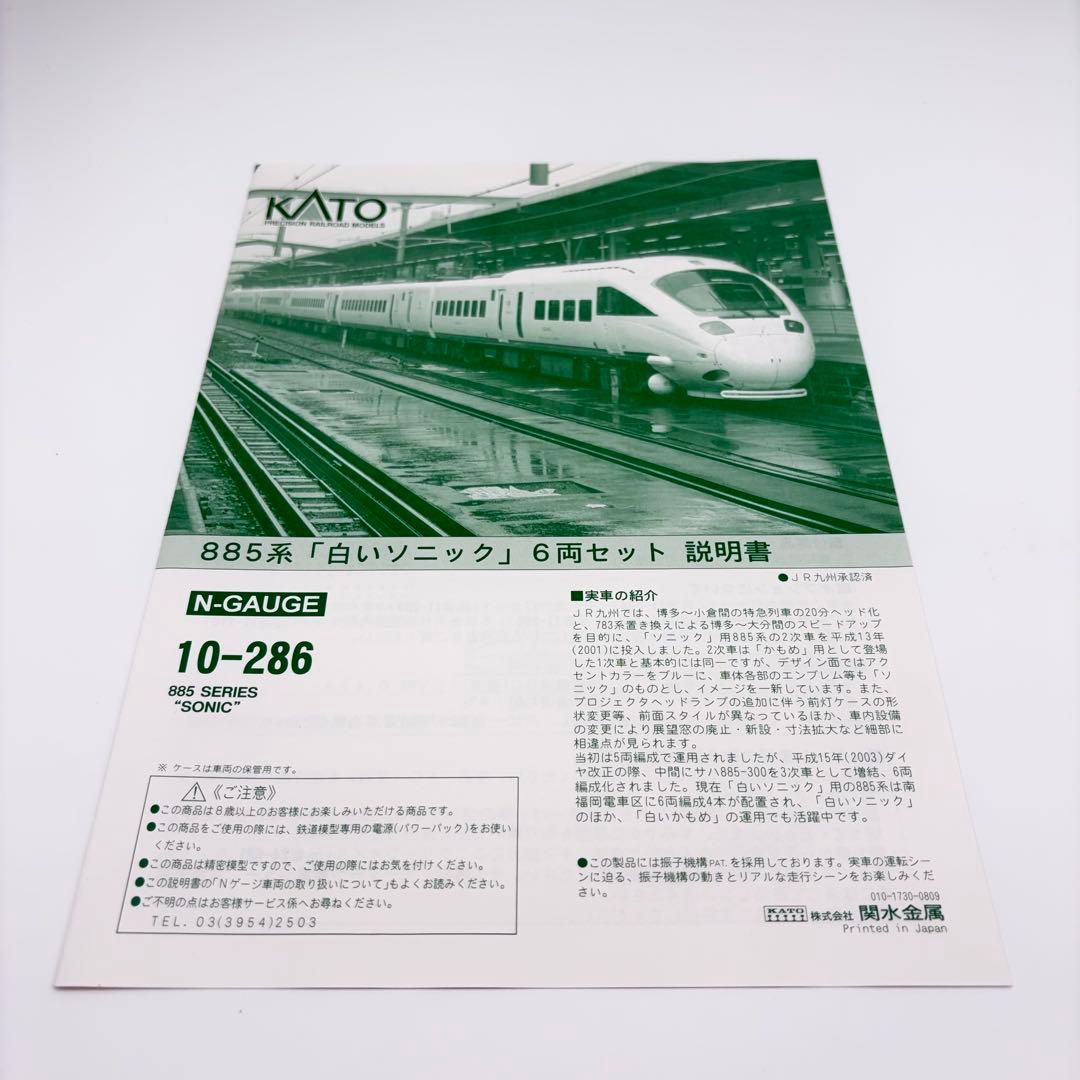 KATO
PRECISION RAILROAD MODELS
885系「白いソニック」6両セット 説明書
●JR九州承認済
N-GAUGE
10-286
885 SERIES
"SONIC"
※ ケースは車両の保管用です。
《ご注意》
●この商品は8歳以上のお客様にお楽しみいただける商品です。
●この商品をご使用の際には、鉄道模型専用の電源(パワーパック)をお使い
ください。
●この商品は精密模型ですので、ご使用の際にはお気を付けください。
●この説明書の「Nゲージ車両の取り扱いについて」もよくお読みください。
●ご不明の点はお客様サービス係へお尋ねください。
TEL. 03(3954)2503
■実車の紹介
JR九州では、博多～小倉間の特急列車の20分ヘッド化
と、783系置き換えによる博多～大分間のスピードアップ
を目的に、「ソニック」用885系の2次車を平成13年
(2001)に投入しました。2次車は「かもめ」用として登場
した1次車と基本的には同一ですが、デザイン面ではアク
セントカラーをブルーに、車体各部のエンブレム等も「ソ
ニック」のものとし、イメージを一新しています。また、
プロジェクタヘッドランプの追加に伴う前灯ケースの形
状変更等、前面スタイルが異なっているほか、車内設備
の変更により展望窓の廃止・新設・寸法拡大など細部に
相違点が見られます。
当初は5両編成で運用されましたが、平成15年(2003)ダイ
ヤ改正の際、中間にサハ885-300を3次車として増結、6両
編成化されました。現在「白いソニック」用の885系は南
福岡電車区に6両編成4本が配置され、「白いソニック」
のほか、「白いかもめ」の運用でも活躍中です。
●この製品には振子機構PAT.を採用しております。実車の運転シー
ンに迫る、振子機構の動きとリアルな走行シーンをお楽しみくだ
さい。
010-1730-0809
KATO 株式会社 関水金属
Printed in Japan